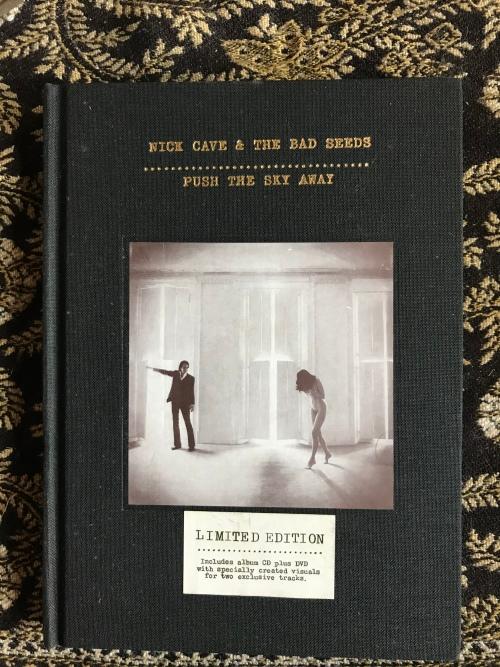 NICK CAVE & THE BAD SEEDS
PUSH THE SKY AWAY
LIMITED EDITION
Includes album CD plus DVD
with specially created visuals
for two exclusive tracks.